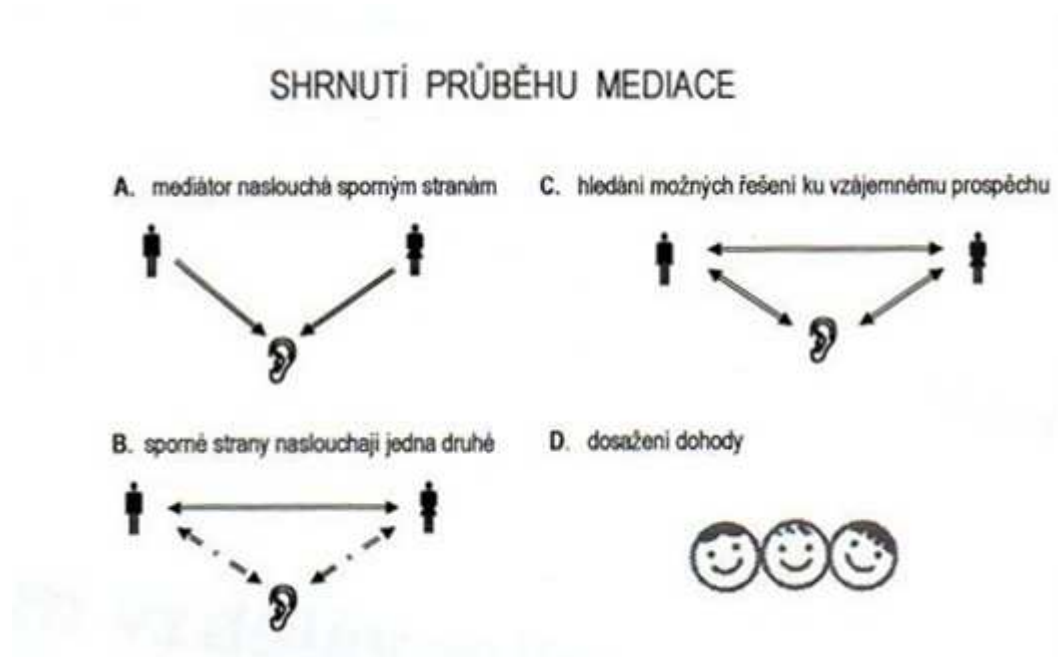 SHRNUTÍ PRŮBĚHU MEDIACE
A. mediátor naslouchá sporným stranám
C. hledání možných řešení ku vzájemnému prospěchu
B. sporné strany naslouchají jedna druhé
D. dosažení dohody